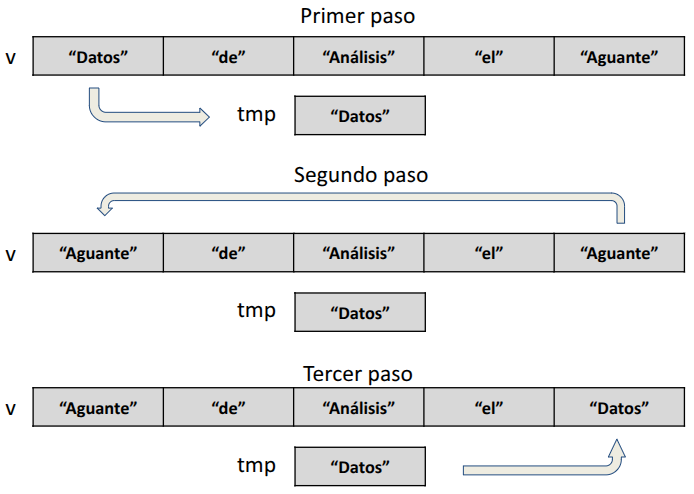 Primer paso
v “Datos” “de” “Análisis” “el” “Aguante”
tmp “Datos”
Segundo paso
v “Aguante” “de” “Análisis” “el” “Aguante”
tmp “Datos”
Tercer paso
v “Aguante” “de” “Análisis” “el” “Datos”
tmp “Datos”